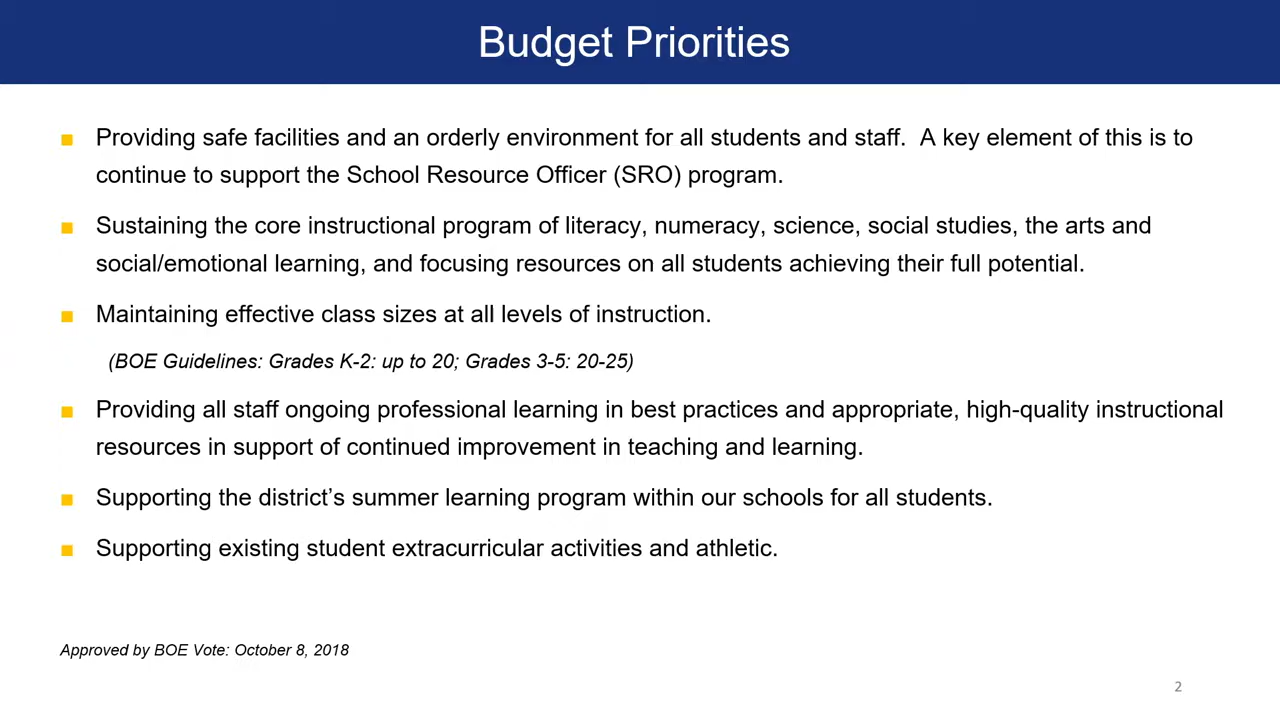 Budget Priorities
■ Providing safe facilities and an orderly environment for all students and staff.  A key element of this is to
continue to support the School Resource Officer (SRO) program.
■ Sustaining the core instructional program of literacy, numeracy, science, social studies, the arts and
social/emotional learning, and focusing resources on all students achieving their full potential.
■ Maintaining effective class sizes at all levels of instruction.
(BOE Guidelines: Grades K-2: up to 20; Grades 3-5: 20-25)
■ Providing all staff ongoing professional learning in best practices and appropriate, high-quality instructional
resources in support of continued improvement in teaching and learning.
■ Supporting the district’s summer learning program within our schools for all students.
■ Supporting existing student extracurricular activities and athletic.
Approved by BOE Vote: October 8, 2018
2